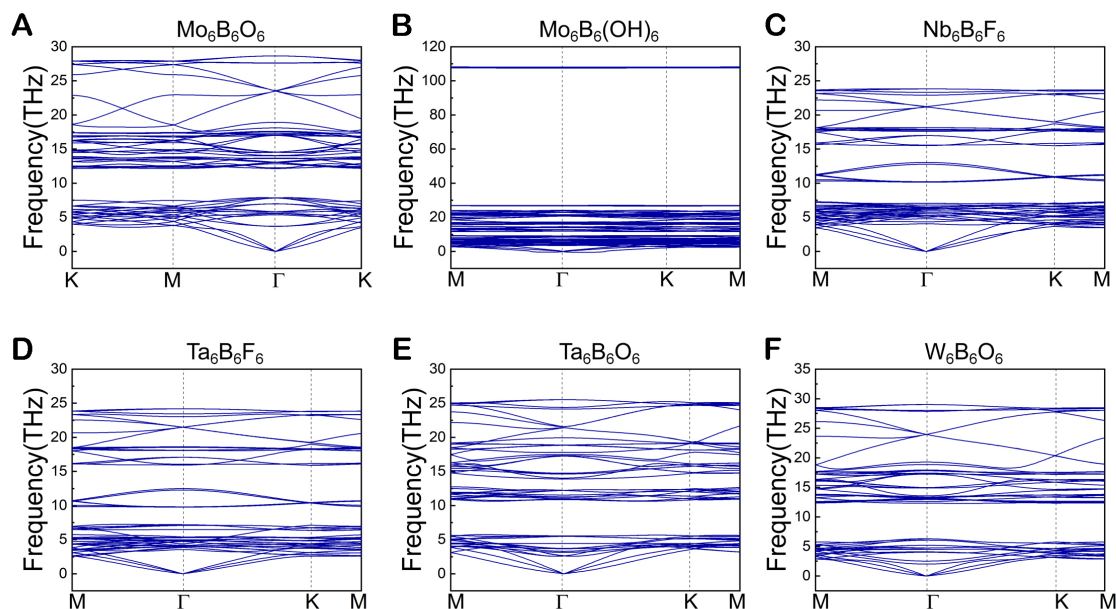 A
Mo₆B₆O₆
Frequency(THz)
30
25
20
15
10
5
0
K M Γ K
B
Mo₆B₆(OH)₆
Frequency(THz)
120
100
80
60
40
20
0
M Γ K M
C
Nb₆B₆F₆
Frequency(THz)
30
25
20
15
10
5
0
M Γ K M
D
Ta₆B₆F₆
Frequency(THz)
30
25
20
15
10
5
0
M Γ K M
E
Ta₆B₆O₆
Frequency(THz)
30
25
20
15
10
5
0
M Γ K M
F
W₆B₆O₆
Frequency(THz)
35
30
25
20
15
10
5
0
M Γ K M